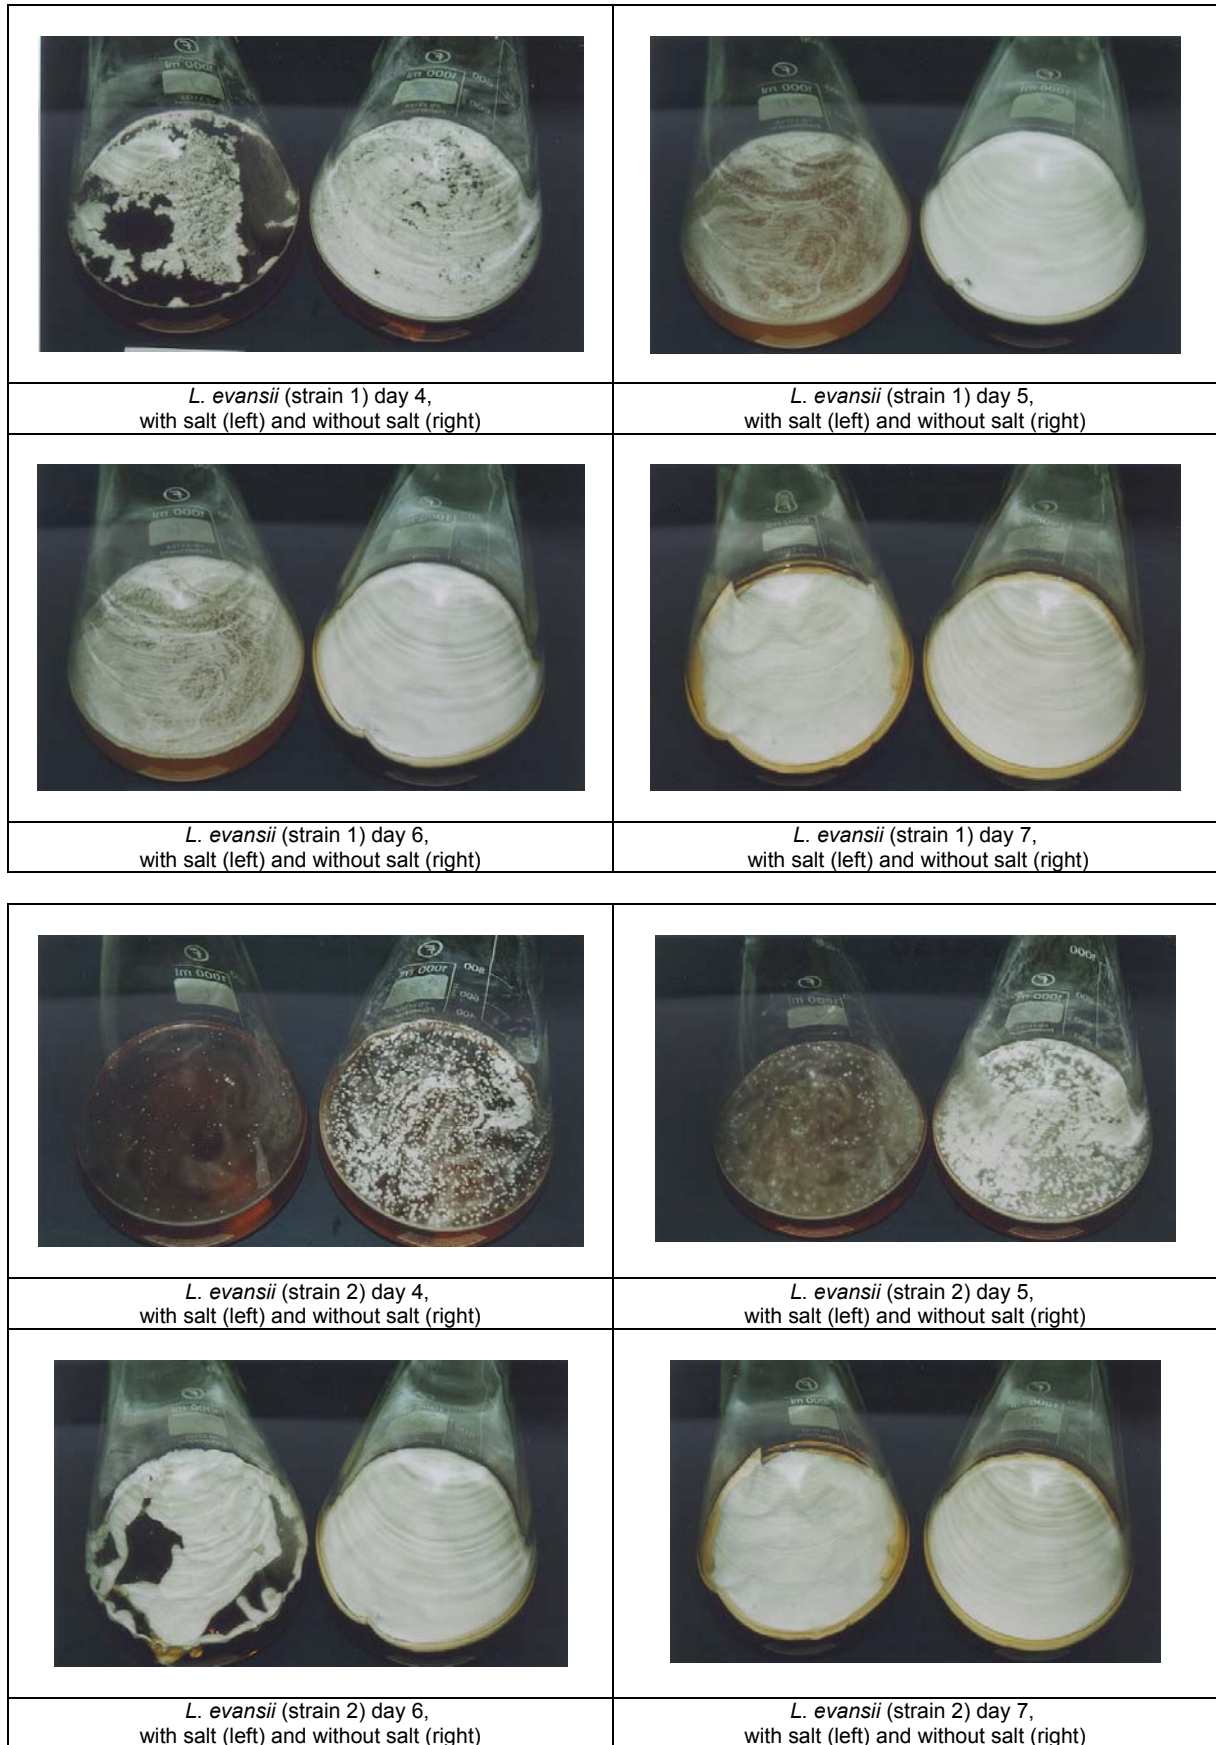 L. evansii (strain 1) day 4,
with salt (left) and without salt (right)
L. evansii (strain 1) day 5,
with salt (left) and without salt (right)
L. evansii (strain 1) day 6,
with salt (left) and without salt (right)
L. evansii (strain 1) day 7,
with salt (left) and without salt (right)
L. evansii (strain 2) day 4,
with salt (left) and without salt (right)
L. evansii (strain 2) day 5,
with salt (left) and without salt (right)
L. evansii (strain 2) day 6,
with salt (left) and without salt (right)
L. evansii (strain 2) day 7,
with salt (left) and without salt (right)